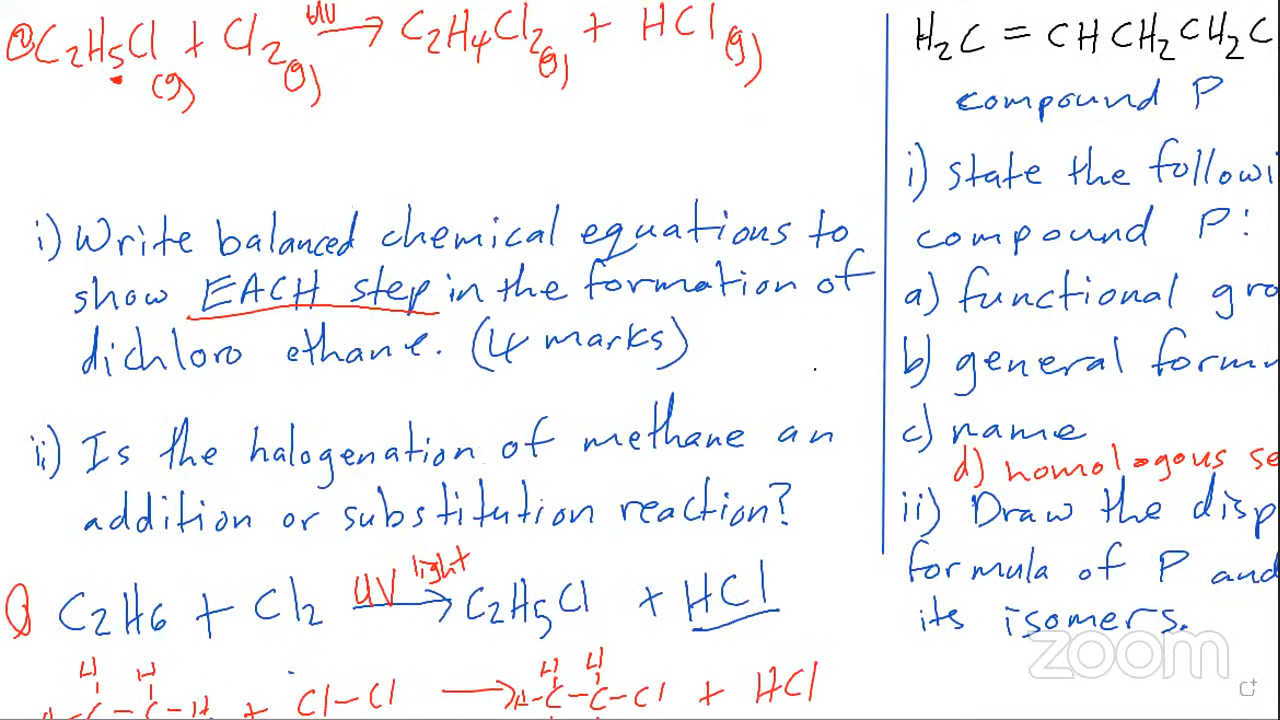 ② C2H5Cl(g) + Cl2(g) UV → C2H4Cl2(g) + HCl(g)
i) Write balanced chemical equations to
show EACH step in the formation of
dichloro ethane. (4 marks)
ii) Is the halogenation of methane an
addition or substitution reaction?
C2H6 + Cl2 UV light → C2H5Cl + HCl
H H
H-C-C-H + Cl-Cl → H-C-C-Cl + HCl
H H
H2C = CHCH2CH2C
compound P
i) state the followi
compound P:
a) functional gro
b) general form
c) name
d) homologous se
ii) Draw the disp
formula of P and
its isomers.
zoom